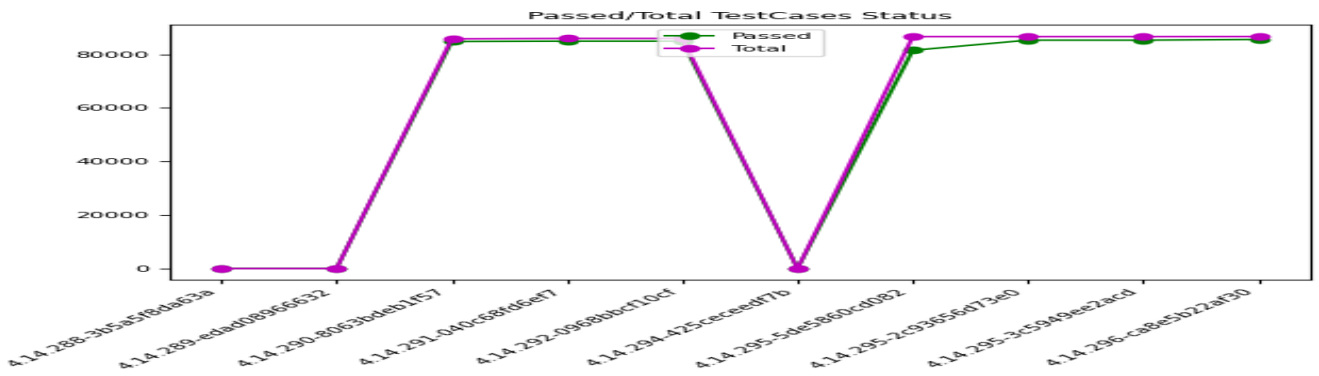 Passed/Total TestCases Status
Passed
Total
80000
60000
40000
20000
0
4.14.288-3b5a5f8da63a
4.14.289-edad08966632
4.14.290-8063bdeb1f57
4.14.291-040c68fd6ef7
4.14.292-0968bbcf10cf
4.14.294-425ceceedf7b
4.14.295-5de5860cd082
4.14.295-2c93656d73e0
4.14.295-3c5949ee2acd
4.14.296-ca8e5b22af30